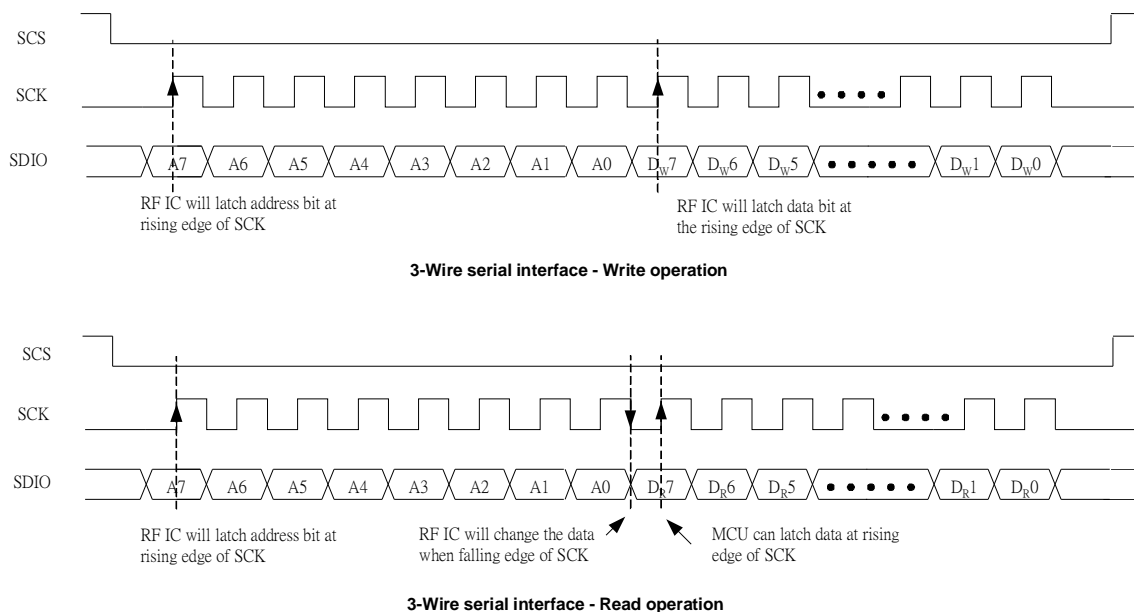 SCS
SCK
SDIO
A7 A6 A5 A4 A3 A2 A1 A0 DW7 DW6 DW5 DW1 DW0
RF IC will latch address bit at
rising edge of SCK
RF IC will latch data bit at
the rising edge of SCK
3-Wire serial interface - Write operation
SCS
SCK
SDIO
A7 A6 A5 A4 A3 A2 A1 A0 DR7 DR6 DR5 DR1 DR0
RF IC will latch address bit at
rising edge of SCK
RF IC will change the data
when falling edge of SCK
MCU can latch data at rising
edge of SCK
3-Wire serial interface - Read operation